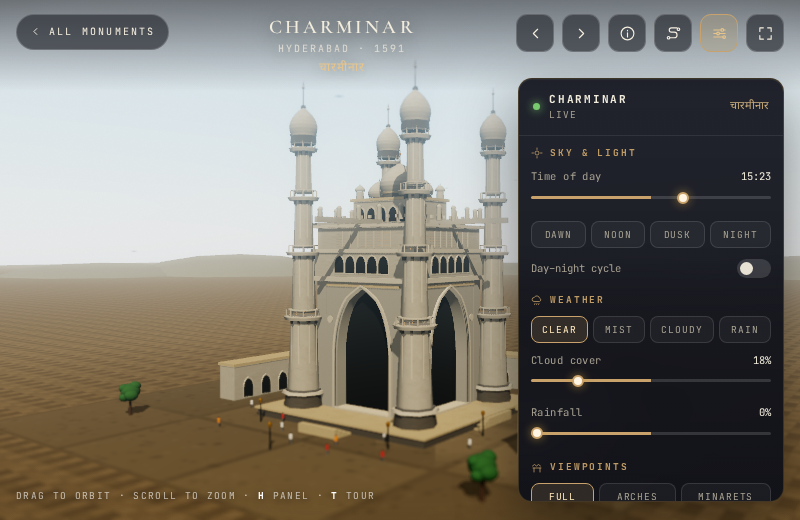 ALL MONUMENTS
CHARMINAR
HYDERABAD · 1591
चारमीनार
CHARMINAR
LIVE
चारमीनार
SKY & LIGHT
Time of day 15:23
DAWN NOON DUSK NIGHT
Day-night cycle
WEATHER
CLEAR MIST CLOUDY RAIN
Cloud cover 18%
Rainfall 0%
VIEWPOINTS
FULL ARCHES MINARETS
DRAG TO ORBIT · SCROLL TO ZOOM · H PANEL · T TOUR